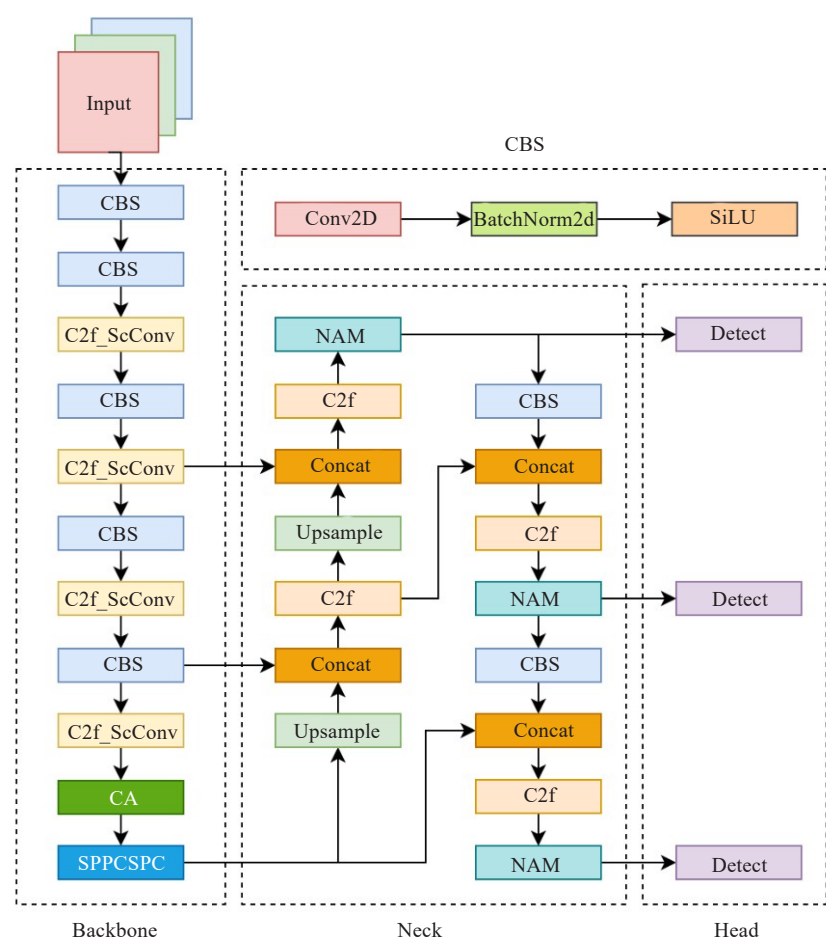 Input
CBS
Conv2D
BatchNorm2d
SiLU
CBS
CBS
C2f_ScConv
CBS
C2f_ScConv
CBS
C2f_ScConv
CBS
C2f_ScConv
CA
SPPCSPC
Backbone
NAM
C2f
Concat
Upsample
C2f
Concat
Upsample
CBS
Concat
C2f
NAM
CBS
Concat
C2f
NAM
Neck
Detect
Detect
Detect
Head